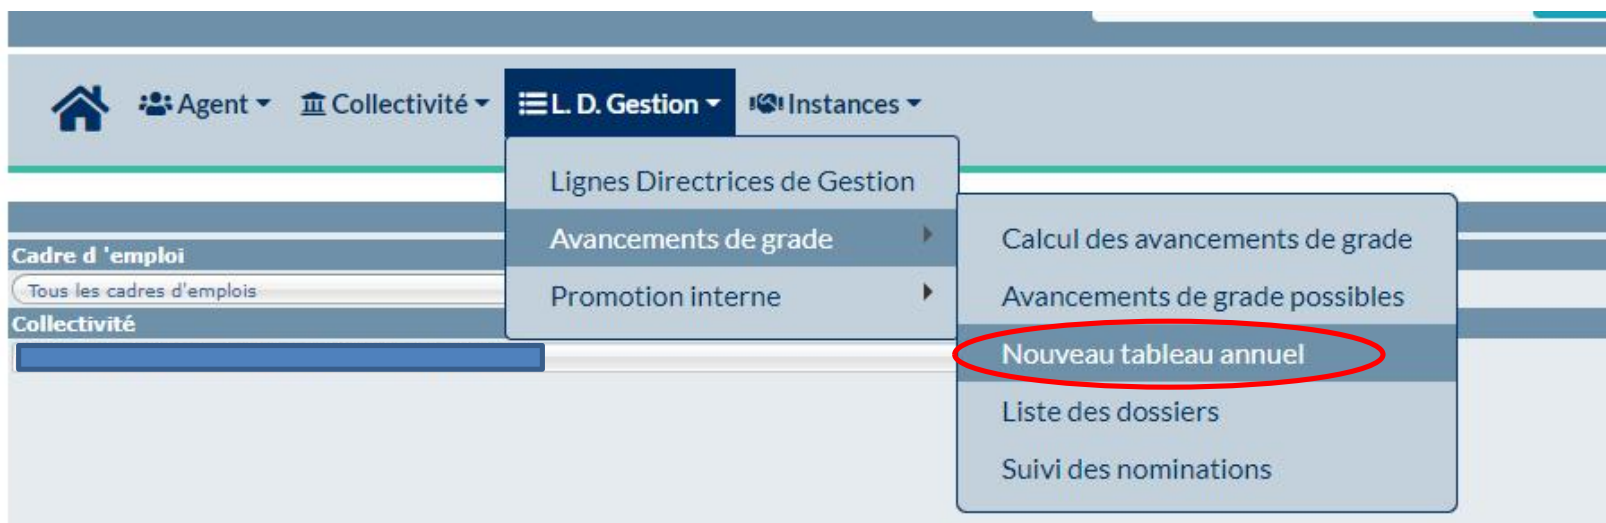 Agent
Collectivité
L. D. Gestion
Instances
Lignes Directrices de Gestion
Avancements de grade
Promotion interne
Calcul des avancements de grade
Avancements de grade possibles
Nouveau tableau annuel
Liste des dossiers
Suivi des nominations
Cadre d 'emploi
Tous les cadres d'emplois
Collectivité